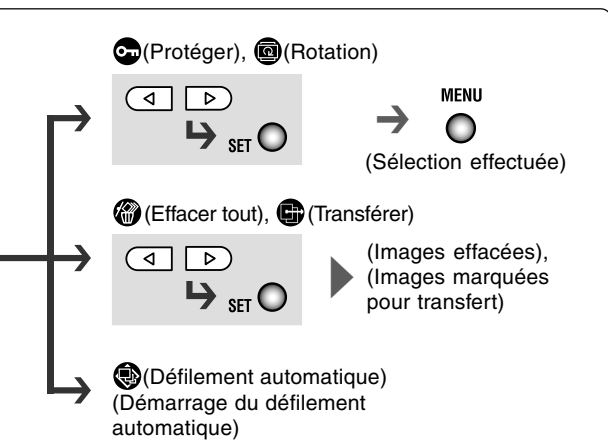 (Protéger), (Rotation)
SET
MENU
(Sélection effectuée)
(Effacer tout), (Transférer)
SET
(Images effacées),
(Images marquées
pour transfert)
(Défilement automatique)
(Démarrage du défilement
automatique)